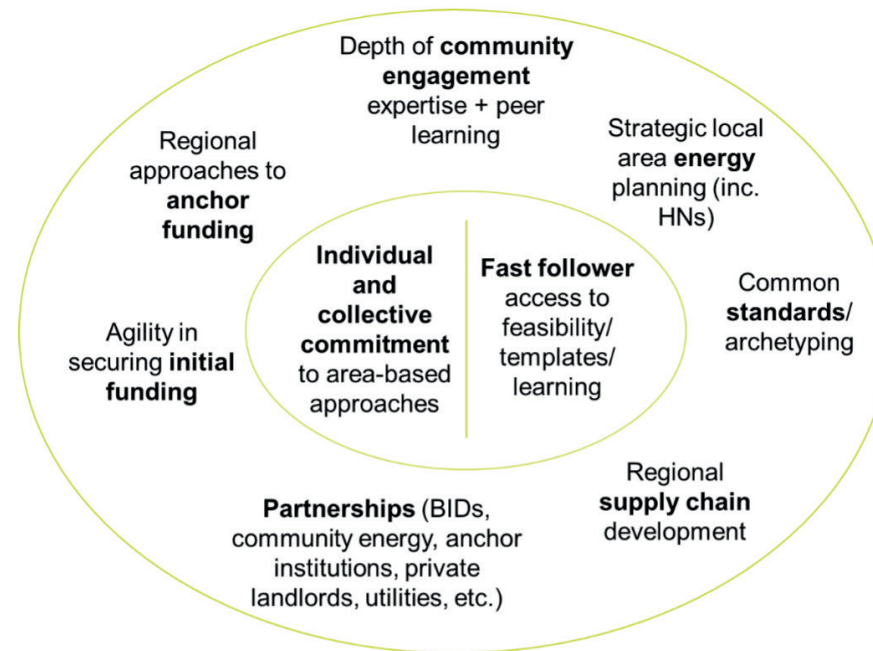 Depth of community
engagement
expertise + peer
learning
Regional
approaches to
anchor
funding
Strategic local
area energy
planning (inc.
HNs)
Individual
and
collective
commitment
to area-based
approaches
Fast follower
access to
feasibility/
templates/
learning
Common
standards/
archetyping
Agility in
securing initial
funding
Partnerships (BIDs,
community energy, anchor
institutions, private
landlords, utilities, etc.)
Regional
supply chain
development